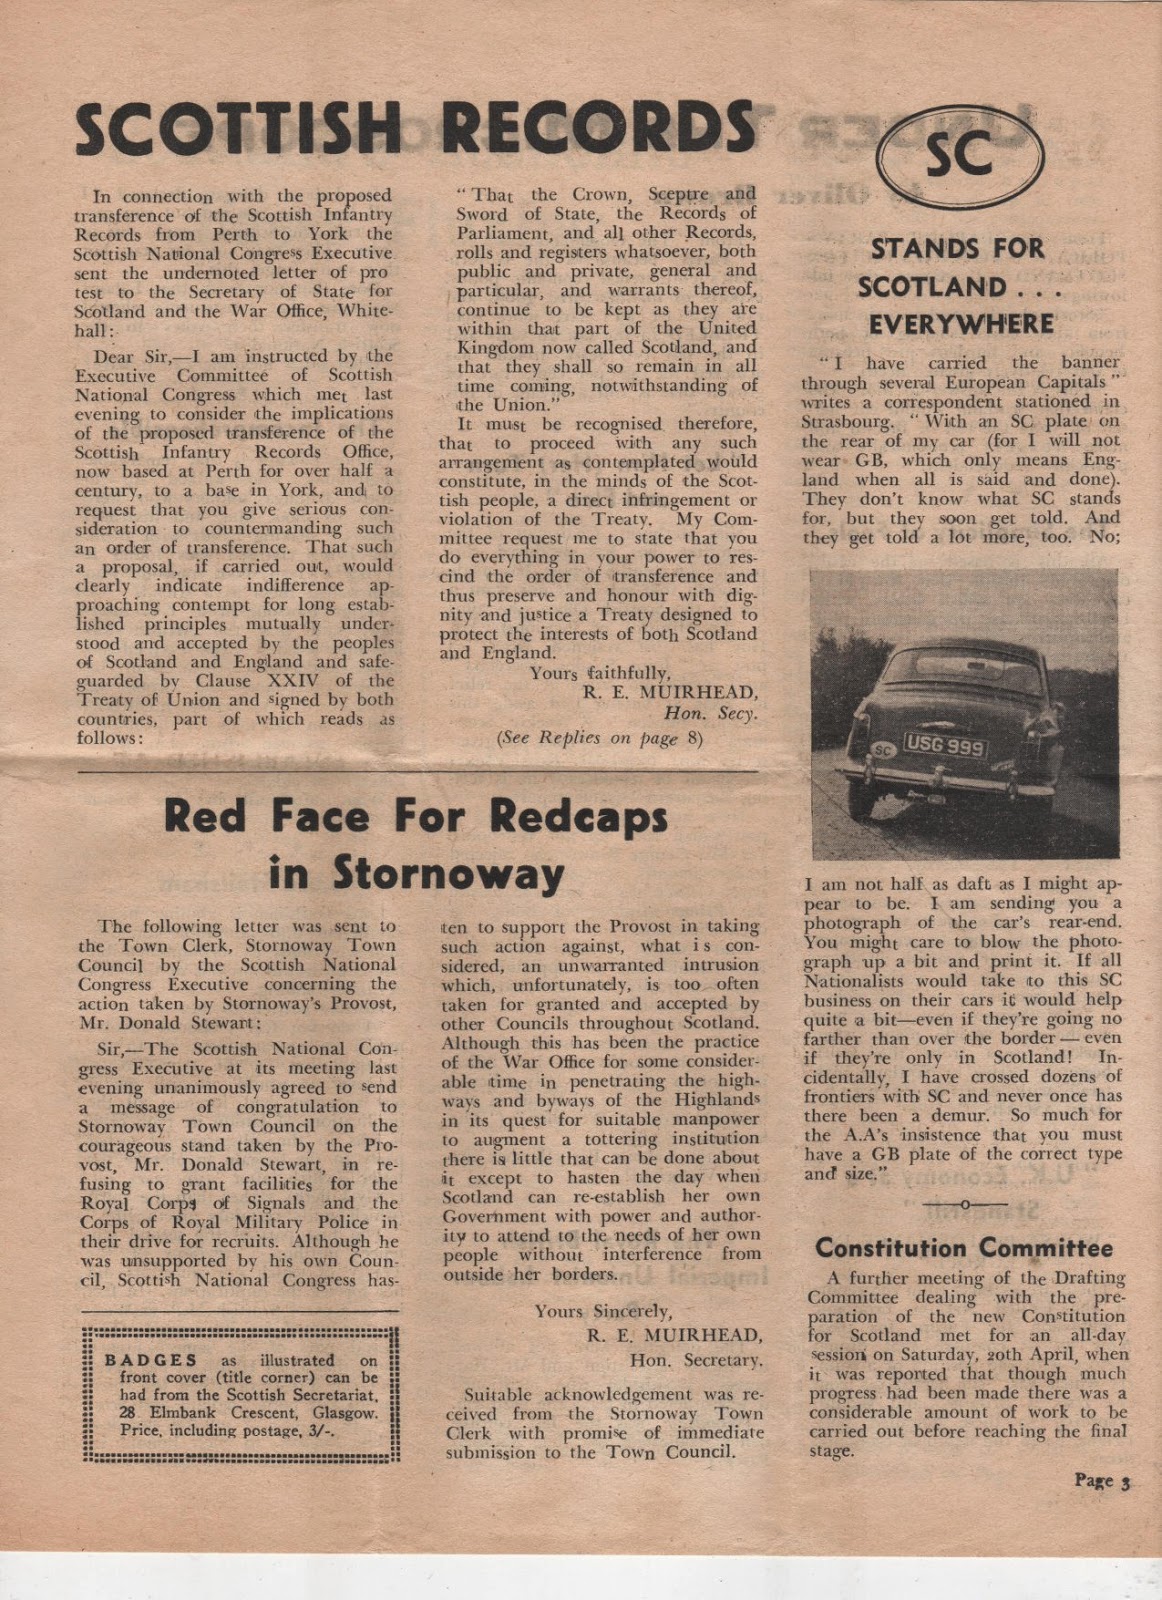 SCOTTISH RECORDS
In connection with the proposed
transference of the Scottish Infantry
Records from Perth to York the
Scottish National Congress Executive
sent the undernoted letter of pro
test to the Secretary of State for
Scotland and the War Office, White-
hall:
Dear Sir,—I am instructed by the
Executive Committee of Scottish
National Congress which met last
evening to consider the implications
of the proposed transference of the
Scottish Infantry Records Office,
now based at Perth for over half a
century, to a base in York, and to
request that you give serious con-
sideration to countermanding such
an order of transference. That such
a proposal, if carried out, would
clearly indicate indifference ap-
proaching contempt for long estab-
lished principles mutually under-
stood and accepted by the peoples
of Scotland and England and safe-
guarded by Clause XXIV of the
Treaty of Union and signed by both
countries, part of which reads as
follows:
" That the Crown, Sceptre and
Sword of State, the Records of
Parliament, and all other Records,
rolls and registers whatsoever, both
public and private, general and
particular, and warrants thereof,
continue to be kept as they are
within that part of the United
Kingdom now called Scotland, and
that they shall so remain in all
time coming, notwithstanding of
the Union."
It must be recognised therefore,
that to proceed with any such
arrangement as contemplated would
constitute, in the minds of the Scot-
tish people, a direct infringement or
violation of the Treaty. My Com-
mittee request me to state that you
do everything in your power to res-
cind the order of transference and
thus preserve and honour with dig-
nity and justice a Treaty designed to
protect the interests of both Scotland
and England.
Yours faithfully,
R. E. MUIRHEAD,
Hon. Secy.
(See Replies on page 8)
Red Face For Redcaps
in Stornoway
The following letter was sent to
the Town Clerk, Stornoway Town
Council by the Scottish National
Congress Executive concerning the
action taken by Stornoway's Provost,
Mr. Donald Stewart:
Sir,—The Scottish National Con-
gress Executive at its meeting last
evening unanimously agreed to send
a message of congratulation to
Stornoway Town Council on the
courageous stand taken by the Pro-
vost, Mr. Donald Stewart, in re-
fusing to grant facilities for the
Royal Corps of Signals and the
Corps of Royal Military Police in
their drive for recruits. Although he
was unsupported by his own Coun-
cil, Scottish National Congress has-
BADGES as illustrated on
front cover (title corner) can be
had from the Scottish Secretariat,
28 Elmbank Crescent, Glasgow.
Price, including postage, 3/-.
ten to support the Provost in taking
such action against, what is con-
sidered, an unwarranted intrusion
which, unfortunately, is too often
taken for granted and accepted by
other Councils throughout Scotland.
Although this has been the practice
of the War Office for some consider-
able time in penetrating the high-
ways and byways of the Highlands
in its quest for suitable manpower
to augment a tottering institution
there is little that can be done about
it except to hasten the day when
Scotland can re-establish her own
Government with power and author-
ity to attend to the needs of her own
people without interference from
outside her borders.
Yours Sincerely,
R. E. MUIRHEAD,
Hon. Secretary.
Suitable acknowledgement was re-
ceived from the Stornoway Town
Clerk with promise of immediate
submission to the Town Council.
SC
STANDS FOR
SCOTLAND . . .
EVERYWHERE
" I have carried the banner
through several European Capitals "
writes a correspondent stationed in
Strasbourg. " With an SC plate on
the rear of my car (for I will not
wear GB, which only means Eng-
land when all is said and done).
They don't know what SC stands
for, but they soon get told. And
they get told a lot more, too. No;
SC
USG 999
I am not half as daft as I might ap-
pear to be. I am sending you a
photograph of the car's rear-end.
You might care to blow the photo-
graph up a bit and print it. If all
Nationalists would take to this SC
business on their cars it would help
quite a bit—even if they're going no
farther than over the border — even
if they're only in Scotland! In-
cidentally, I have crossed dozens of
frontiers with SC and never once has
there been a demur. So much for
the A.A's insistence that you must
have a GB plate of the correct type
and size."
Constitution Committee
A further meeting of the Drafting
Committee dealing with the pre-
paration of the new Constitution
for Scotland met for an all-day
session on Saturday, 20th April, when
it was reported that though much
progress had been made there was a
considerable amount of work to be
carried out before reaching the final
stage.
Page 3